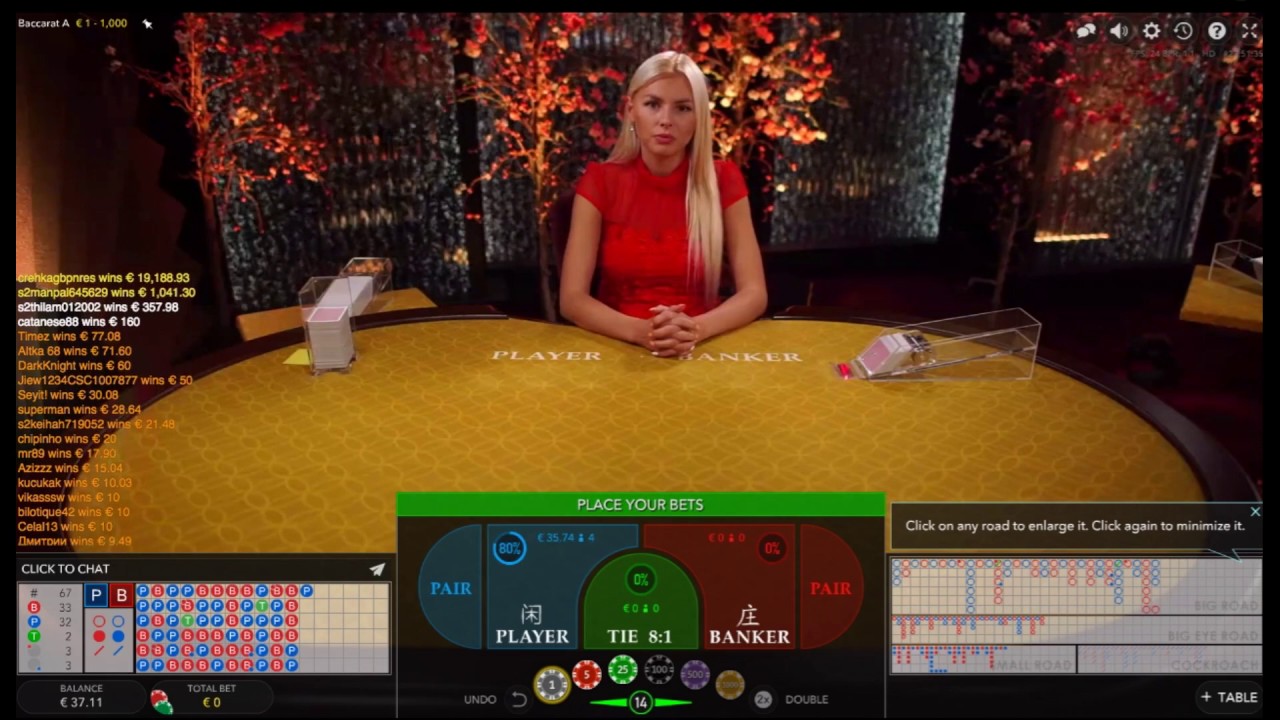 Baccarat A € 1 - 1,000
crehkagbpnres wins € 19,188.93
s2manpal645629 wins € 1,041.30
s2thilam012002 wins € 357.98
catanese88 wins € 160
Timez wins € 77.08
Altka 68 wins € 71.60
DarkKnight wins € 60
Jiew1234CSC1007877 wins € 50
Seyit! wins € 30.08
superman wins € 28.64
s2keihah719052 wins € 21.48
chipinho wins € 20
mr89 wins € 17.90
Azizzz wins € 15.04
kucukak wins € 10.03
vikasssw wins € 10
bilotique42 wins € 10
Celal13 wins € 10
Дмитрии wins € 9.49
PLAYER BANKER
PLACE YOUR BETS
Click on any road to enlarge it. Click again to minimize it.
CLICK TO CHAT
# 67
B 33
P 32
T 2
3
3
P B
P B P P B B B B P B P
P P P B P P B P T P B
P P P T P P B P P B B
B P B B B B P B P B B
B B P B B B B B P B P
P P B B B P B B P B P
80% € 35.74 4
€ 0 0 0%
0%
€ 0 0
PAIR
闲
PLAYER
TIE 8:1
庄
BANKER
PAIR
BIG ROAD
BIG EYE ROAD
SMALL ROAD
COCKROACH
BALANCE
€ 37.11
TOTAL BET
€ 0
UNDO
1 5 25 100 500
14
2x DOUBLE
+ TABLE